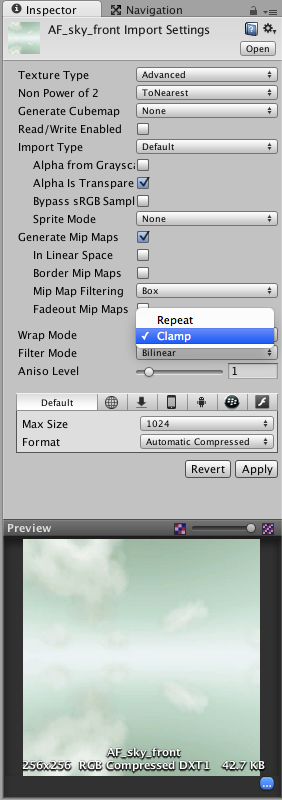 Inspector
Navigation
AF_sky_front Import Settings
Open
Texture Type Advanced
Non Power of 2 ToNearest
Generate Cubemap None
Read/Write Enabled
Import Type Default
Alpha from Graysca
Alpha Is Transpare
Bypass sRGB Sampl
Sprite Mode None
Generate Mip Maps
In Linear Space
Border Mip Maps
Mip Map Filtering Box
Fadeout Mip Maps
Repeat
Wrap Mode ✓ Clamp
Filter Mode Bilinear
Aniso Level 1
Default
Max Size 1024
Format Automatic Compressed
Revert Apply
Preview
AF_sky_front
256x256 RGB Compressed DXT1 42.7 KB